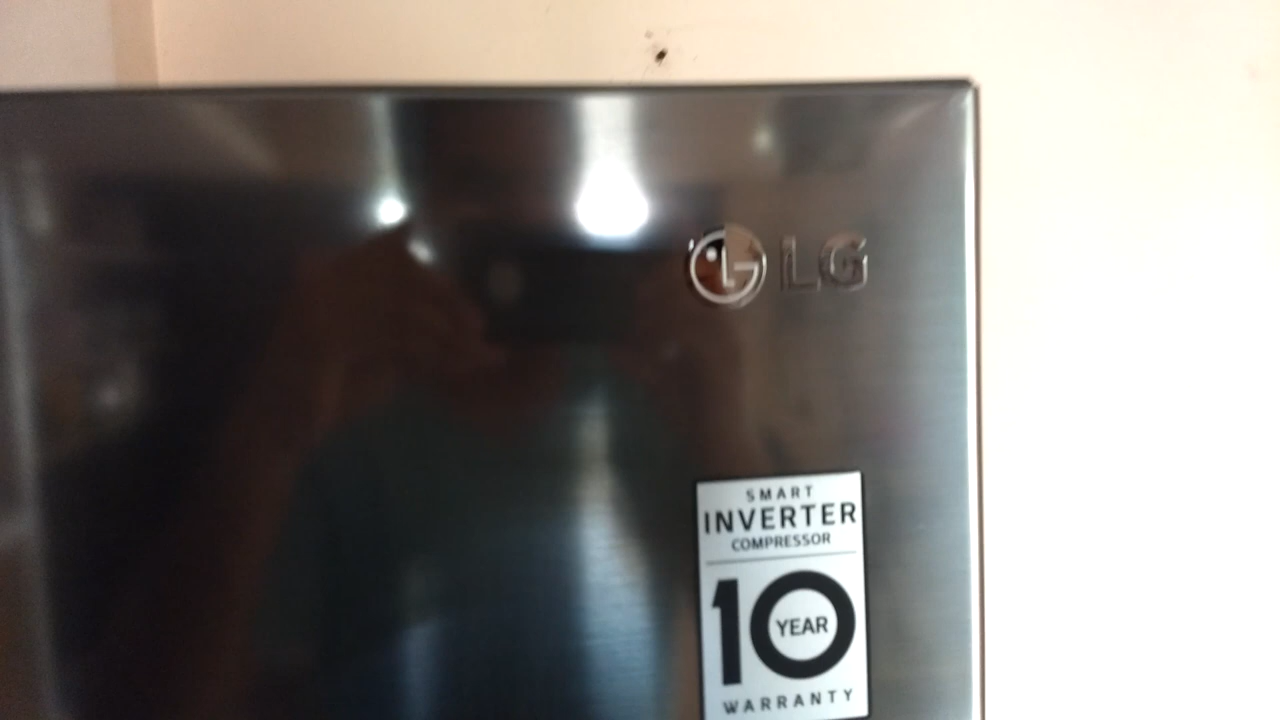 LG
SMART
INVERTER
COMPRESSOR
10
YEAR
WARRANTY